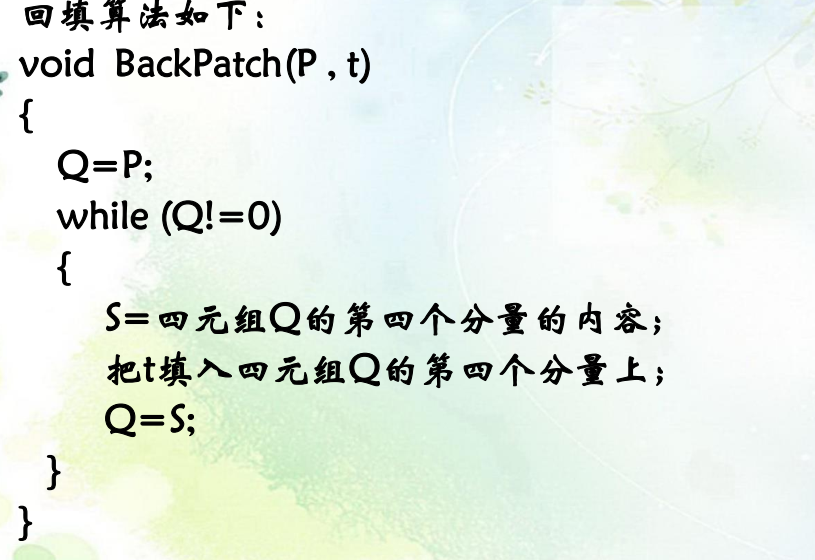 回填算法如下：
void BackPatch(P , t)
{
Q=P;
while (Q!=0)
{
S=四元组Q的第四个分量的内容；
把t填入四元组Q的第四个分量上；
Q=S;
}
}